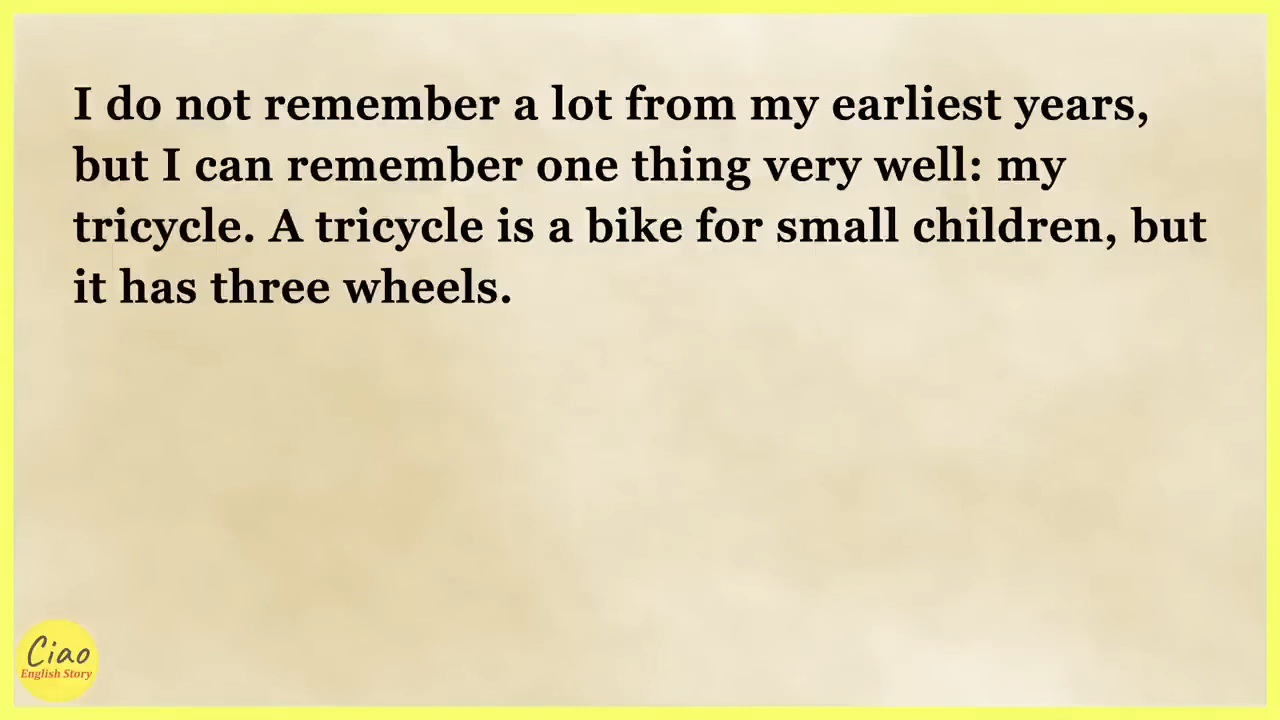 I do not remember a lot from my earliest years,
but I can remember one thing very well: my
tricycle. A tricycle is a bike for small children, but
it has three wheels.
Ciao
English Story